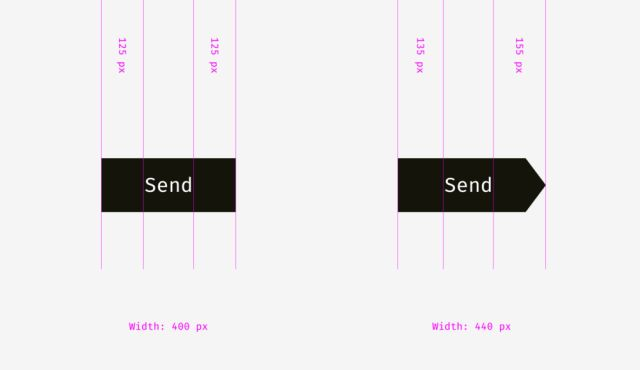 125 px
125 px
135 px
155 px
Send
Send
Width: 400 px
Width: 440 px